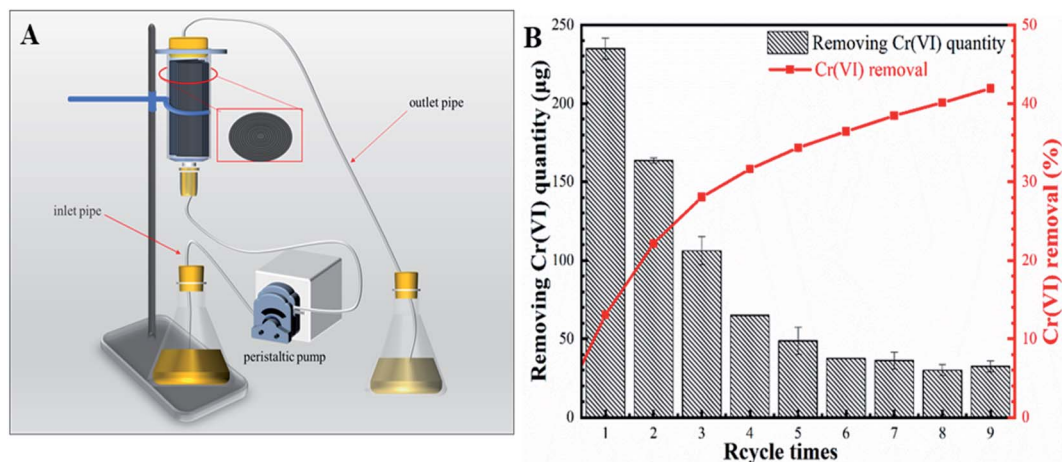 A
outlet pipe
inlet pipe
peristaltic pump
B
Removing Cr(VI) quantity
Cr(VI) removal
Removing Cr(VI) quantity (μg)
250
200
150
100
50
0
Cr(VI) removal (%)
50
40
30
20
10
0
1 2 3 4 5 6 7 8 9
Rcycle times